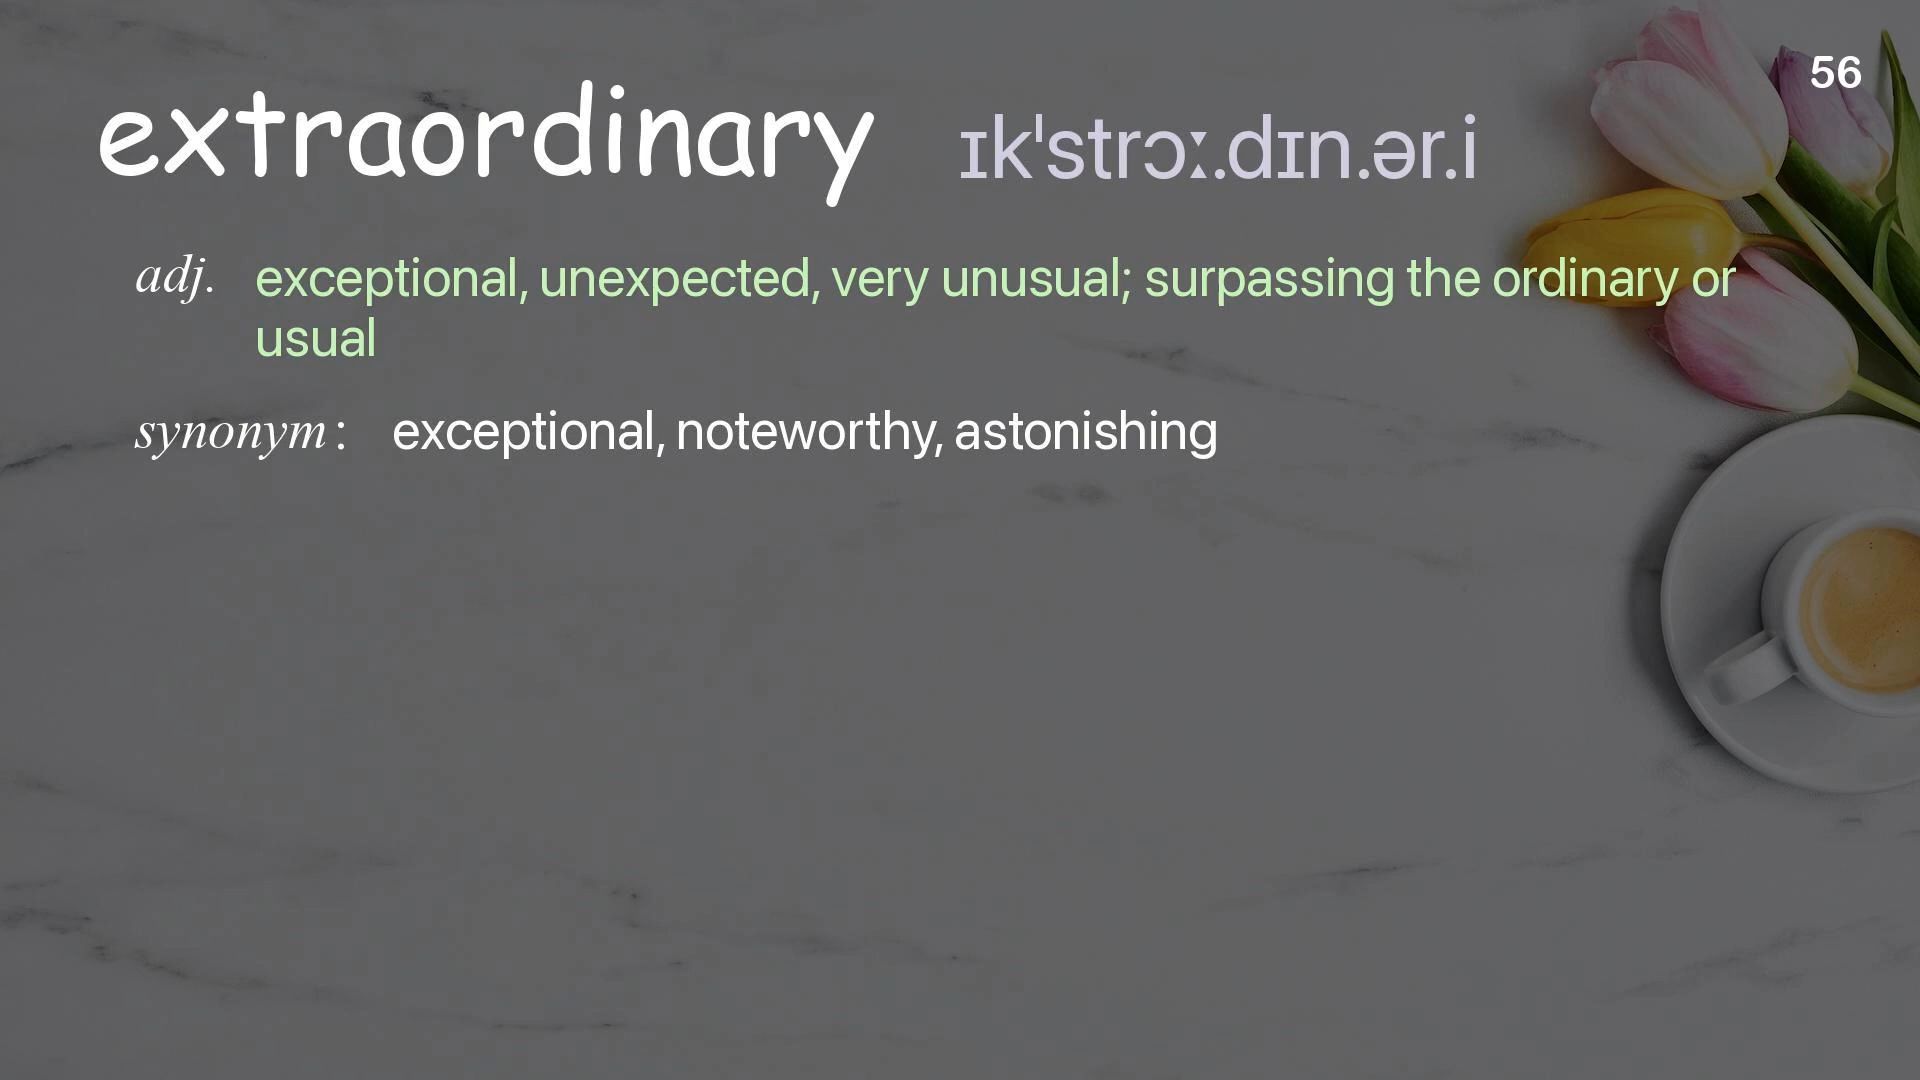 56
extraordinary ɪkˈstrɔː.dɪn.ər.i
adj. exceptional, unexpected, very unusual; surpassing the ordinary or
usual
synonym: exceptional, noteworthy, astonishing